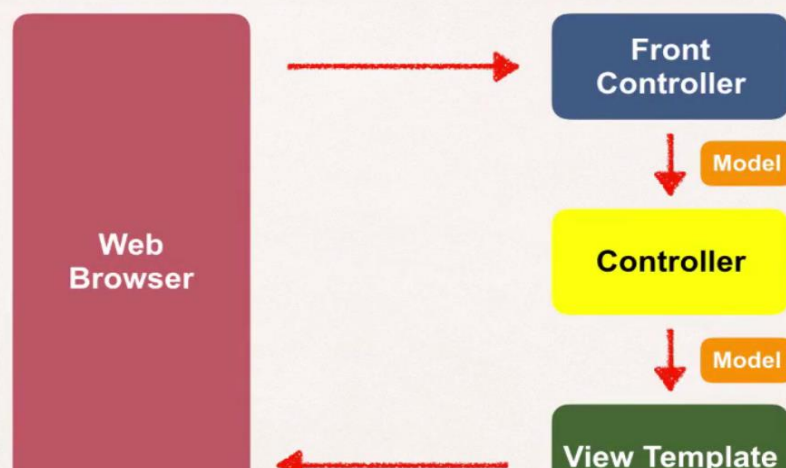 Front
Controller
Model
Web
Browser
Controller
Model
View Template